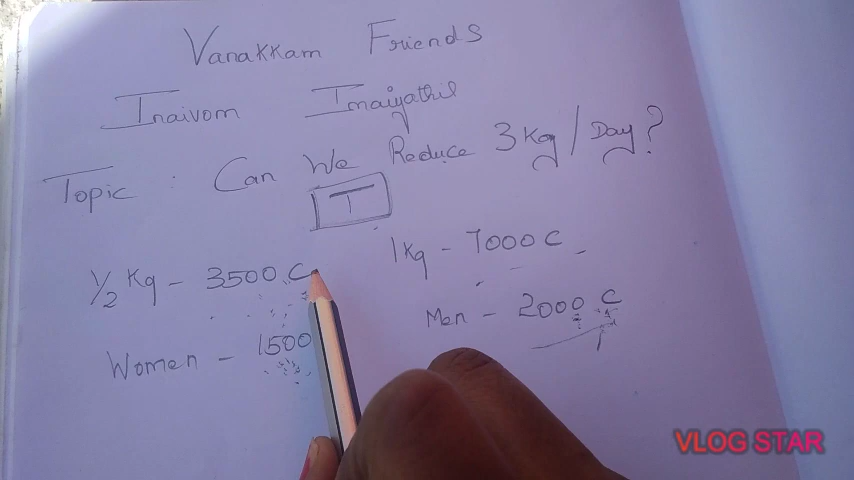 Vanakkam Friends
Inaivom Imaiyathil
Topic : Can We Reduce 3 Kg / Day?
T
1/2 Kg - 3500 C
1 Kg - 7000 C
Women - 1500
Men - 2000 C
VLOG STAR